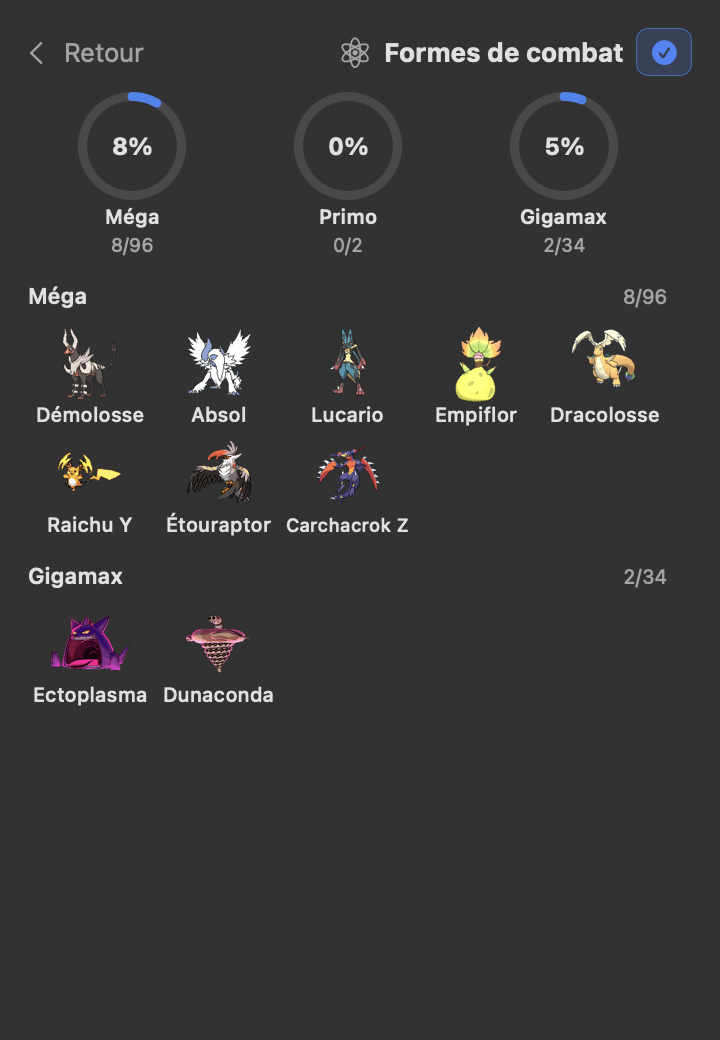 Retour
Formes de combat
8%
0%
5%
Méga
Primo
Gigamax
8/96
0/2
2/34
Méga
8/96
Démolosse
Absol
Lucario
Empiflor
Dracolosse
Raichu Y
Étouraptor
Carchacrok Z
Gigamax
2/34
Ectoplasma
Dunaconda